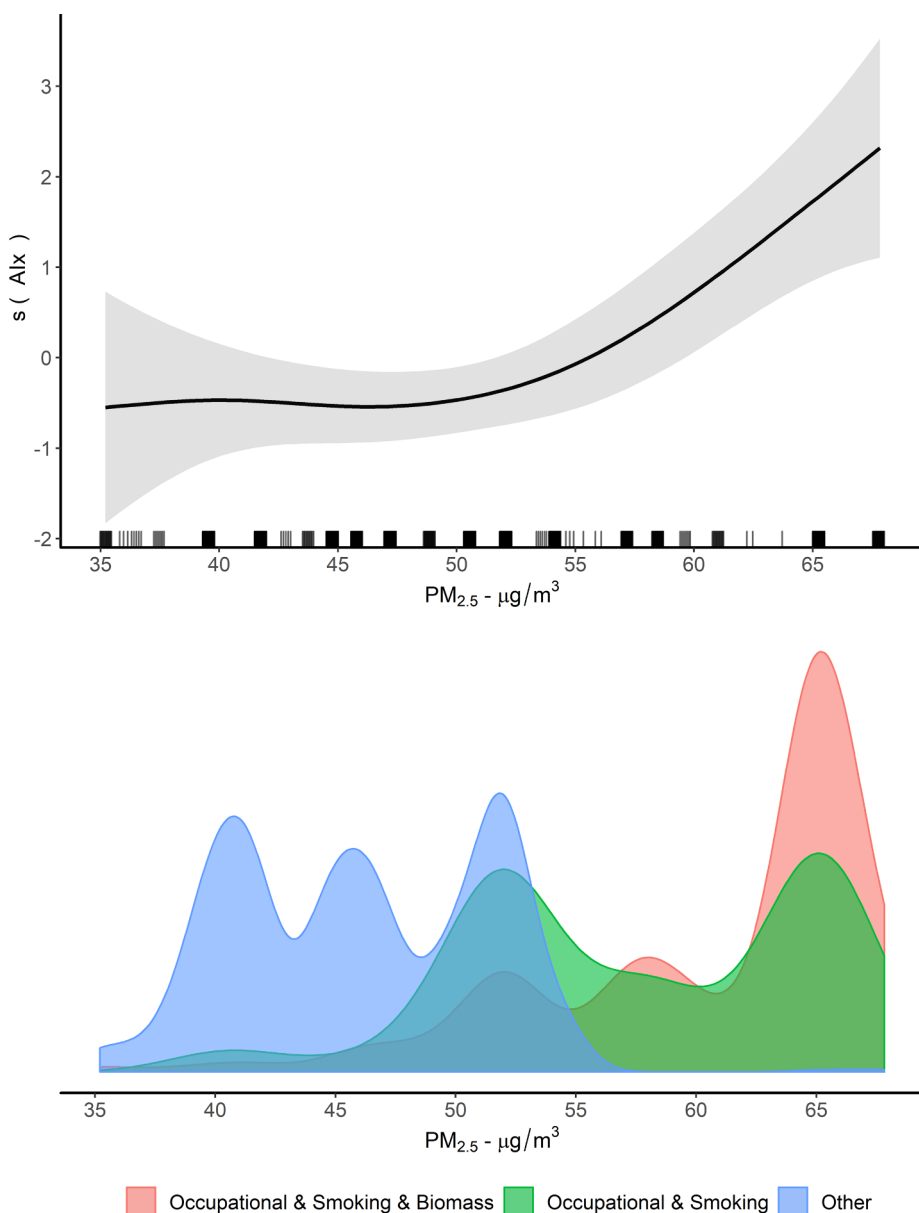 3
2
s ( AIx )
1
0
-1
-2
35 40 45 50 55 60 65
PM2.5 - μg/m3
35 40 45 50 55 60 65
PM2.5 - μg/m3
Occupational & Smoking & Biomass Occupational & Smoking Other